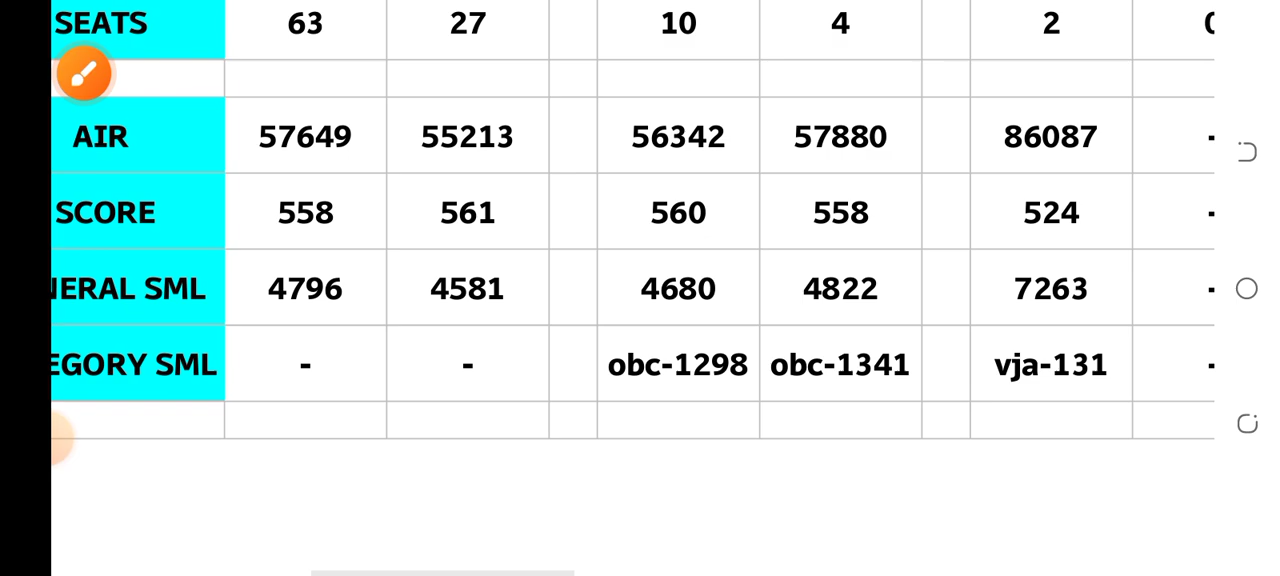 SEATS 63 27 10 4 2
AIR 57649 55213 56342 57880 86087 -
SCORE 558 561 560 558 524 -
NERAL SML 4796 4581 4680 4822 7263 -
EGORY SML - - obc-1298 obc-1341 vja-131 -